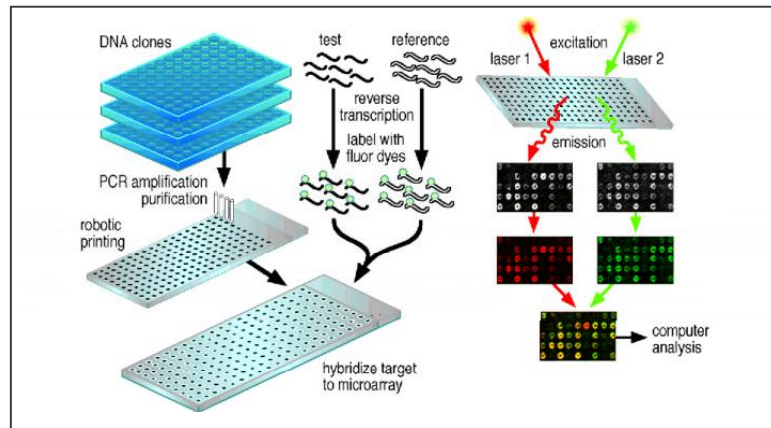 DNA clones
PCR amplification
purification
robotic
printing
test
reference
reverse
transcription
label with
fluor dyes
hybridize target
to microarray
excitation
laser 1
laser 2
emission
computer
analysis